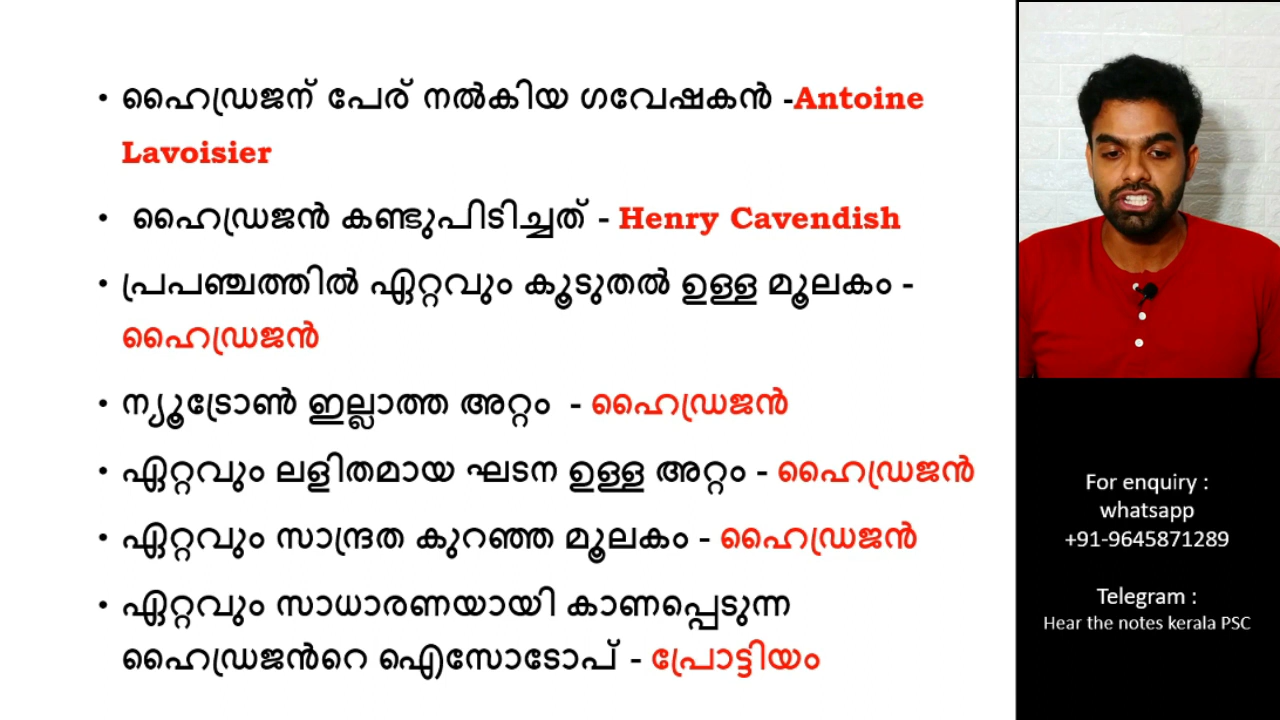 • ഹൈഡ്രജന് പേര് നൽകിയ ഗവേഷകൻ -Antoine
Lavoisier
• ഹൈഡ്രജൻ കണ്ടുപിടിച്ചത് - Henry Cavendish
• പ്രപഞ്ചത്തിൽ ഏറ്റവും കൂടുതൽ ഉള്ള മൂലകം -
ഹൈഡ്രജൻ
• ന്യൂട്രോൺ ഇല്ലാത്ത അറ്റം - ഹൈഡ്രജൻ
• ഏറ്റവും ലളിതമായ ഘടന ഉള്ള അറ്റം - ഹൈഡ്രജൻ
• ഏറ്റവും സാന്ദ്രത കുറഞ്ഞ മൂലകം - ഹൈഡ്രജൻ
• ഏറ്റവും സാധാരണയായി കാണപ്പെടുന്ന
ഹൈഡ്രജൻറെ ഐസോടോപ് - പ്രോട്ടിയം
For enquiry :
whatsapp
+91-9645871289
Telegram :
Hear the notes kerala PSC